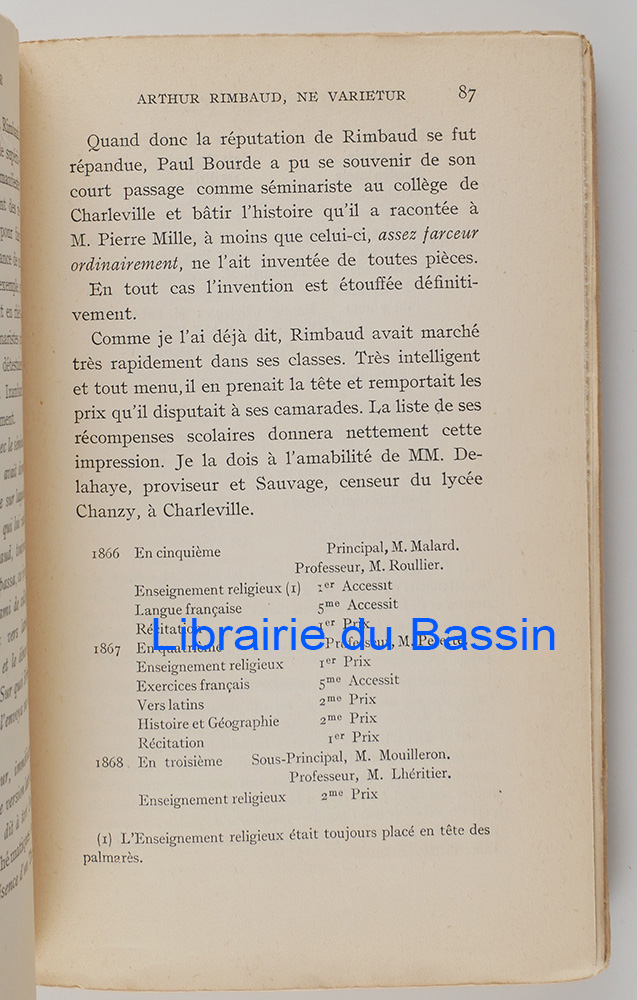 ARTHUR RIMBAUD, NE VARIETUR 87
Quand donc la réputation de Rimbaud se fut
répandue, Paul Bourde a pu se souvenir de son
court passage comme séminariste au collège de
Charleville et bâtir l'histoire qu'il a racontée à
M. Pierre Mille, à moins que celui-ci, assez farceur
ordinairement, ne l'ait inventée de toutes pièces.
En tout cas l'invention est étouffée définiti-
vement.
Comme je l'ai déjà dit, Rimbaud avait marché
très rapidement dans ses classes. Très intelligent
et tout menu, il en prenait la tête et remportait les
prix qu'il disputait à ses camarades. La liste de ses
récompenses scolaires donnera nettement cette
impression. Je la dois à l'amabilité de MM. De-
lahaye, proviseur et Sauvage, censeur du lycée
Chanzy, à Charleville.
1866 En cinquième Principal, M. Malard.
Professeur, M. Roullier.
Enseignement religieux (1) 1er Accessit
Langue française 5me Accessit
Récitation 1er Prix
Librairie du Bassin
1867 En quatrième Professeur, M.
Enseignement religieux 1er Prix
Exercices français 5me Accessit
Vers latins 2me Prix
Histoire et Géographie 2me Prix
Récitation 1er Prix
1868 En troisième Sous-Principal, M. Mouilleron.
Professeur, M. Lhéritier.
Enseignement religieux 2me Prix
(1) L'Enseignement religieux était toujours placé en tête des
palmarès.